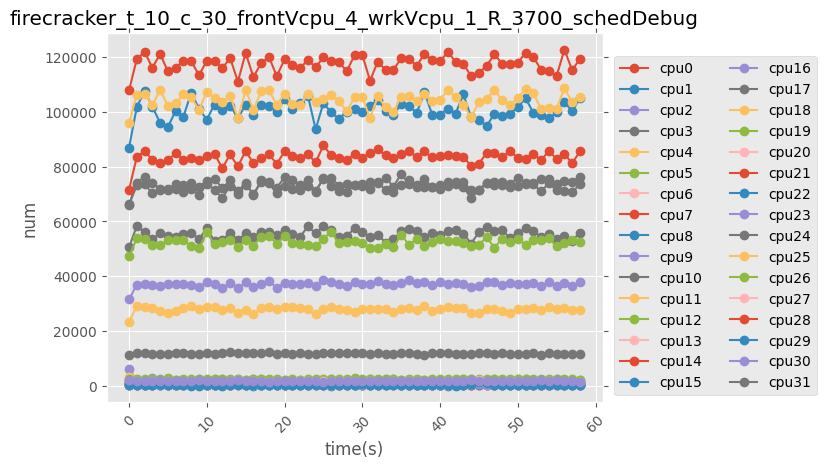 firecracker_t_10_c_30_frontVcpu_4_wrkVcpu_1_R_3700_schedDebug
120000
100000
80000
60000
40000
20000
0
num
0 10 20 30 40 50 60
time(s)
cpu0 cpu16
cpu1 cpu17
cpu2 cpu18
cpu3 cpu19
cpu4 cpu20
cpu5 cpu21
cpu6 cpu22
cpu7 cpu23
cpu8 cpu24
cpu9 cpu25
cpu10 cpu26
cpu11 cpu27
cpu12 cpu28
cpu13 cpu29
cpu14 cpu30
cpu15 cpu31